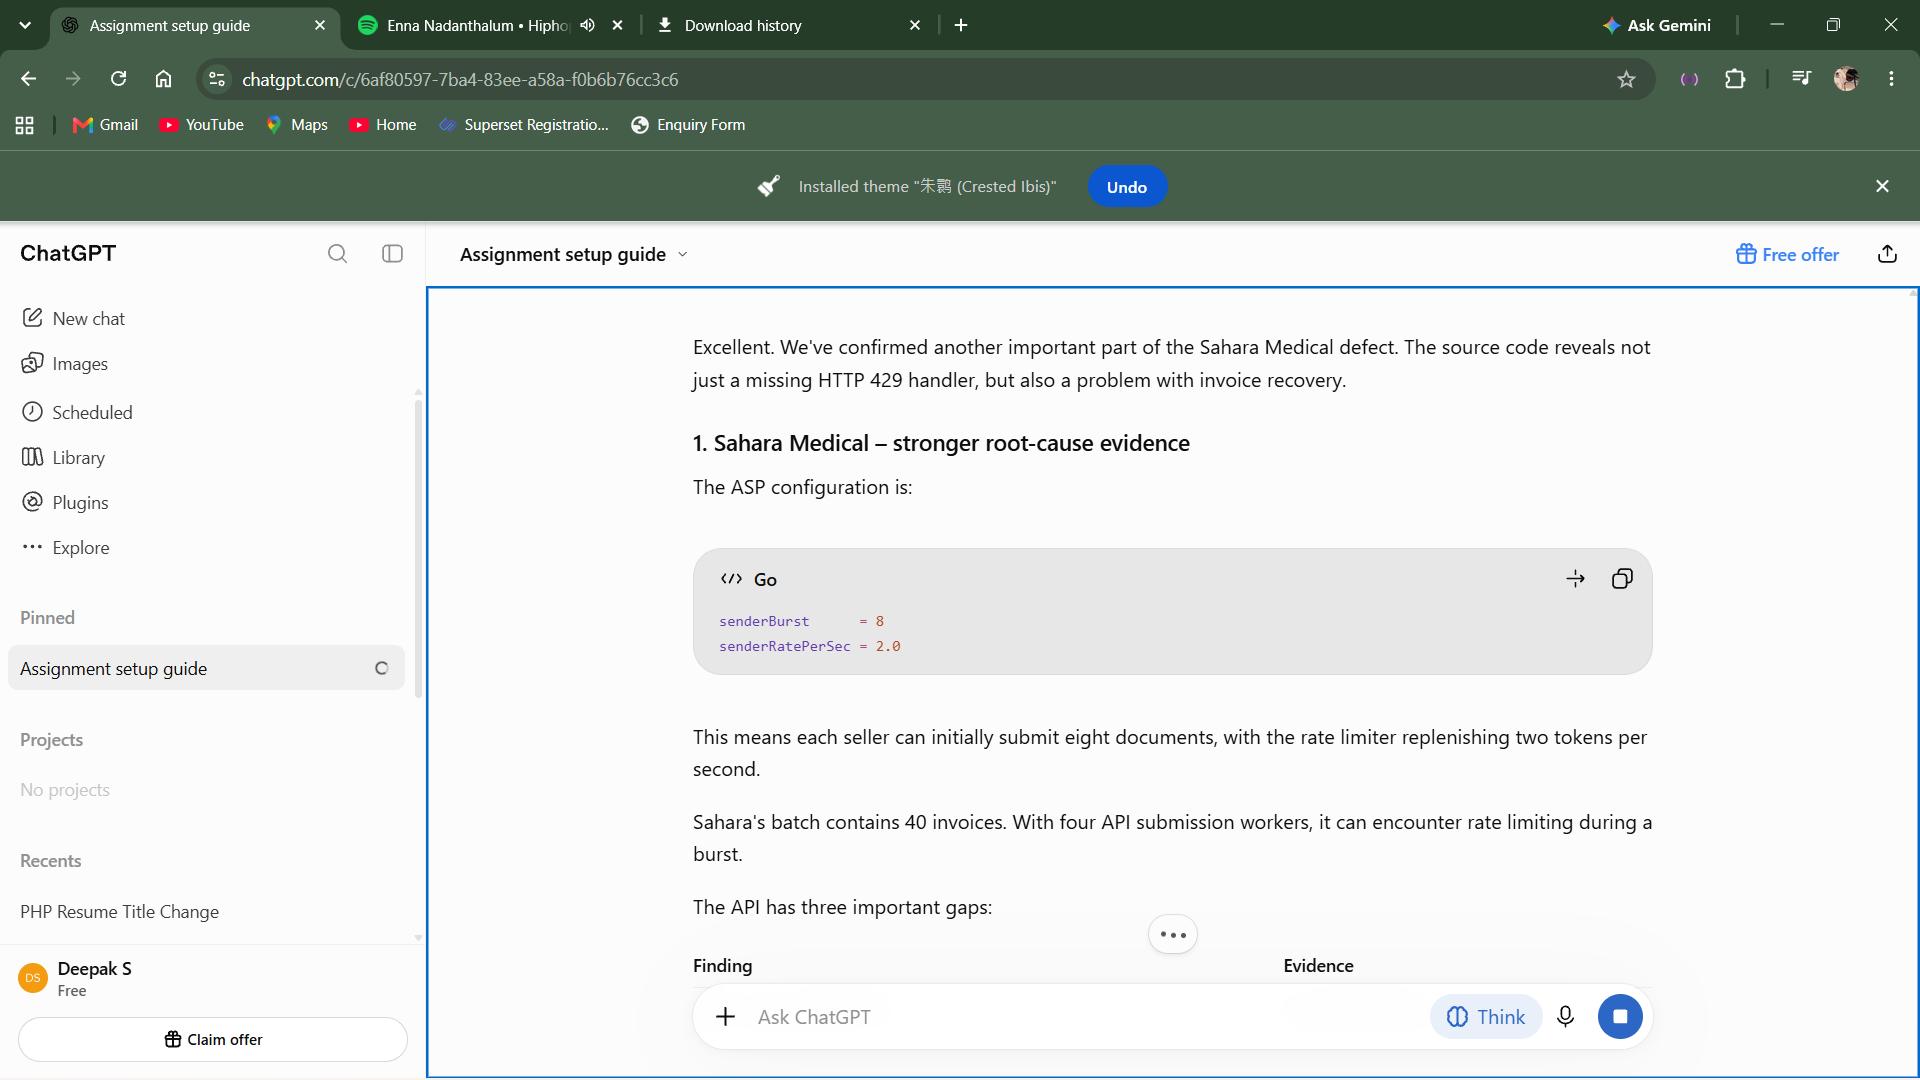 Assignment setup guide
Enna Nadanthalum • Hipho
Download history
Ask Gemini
chatgpt.com/c/6af80597-7ba4-83ee-a58a-f0b6b76cc3c6
Gmail
YouTube
Maps
Home
Superset Registratio...
Enquiry Form
Installed theme "朱鹮 (Crested Ibis)"
Undo
ChatGPT
Assignment setup guide
Free offer
New chat
Images
Scheduled
Library
Plugins
Explore
Pinned
Assignment setup guide
Projects
No projects
Recents
PHP Resume Title Change
DS
Deepak S
Free
Claim offer
Excellent. We've confirmed another important part of the Sahara Medical defect. The source code reveals not
just a missing HTTP 429 handler, but also a problem with invoice recovery.
1. Sahara Medical – stronger root-cause evidence
The ASP configuration is:
Go
senderBurst = 8
senderRatePerSec = 2.0
This means each seller can initially submit eight documents, with the rate limiter replenishing two tokens per
second.
Sahara's batch contains 40 invoices. With four API submission workers, it can encounter rate limiting during a
burst.
The API has three important gaps:
Finding
Evidence
Ask ChatGPT
Think